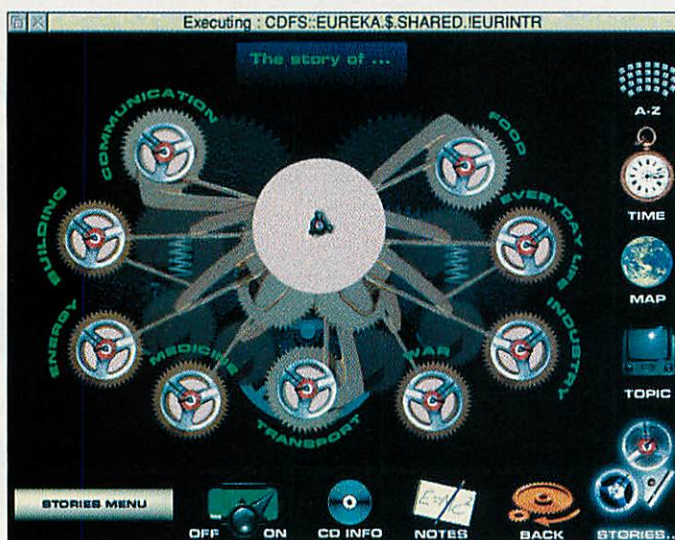 Executing : CDFS::EUREKA.$.SHARED.!EURINTR
The story of ...
COMMUNICATION
FOOD
BUILDING
EVERYDAY LIFE
ENERGY
INDUSTRY
MEDICINE
WAR
TRANSPORT
A-Z
TIME
MAP
TOPIC
STORIES MENU
OFF
ON
CD INFO
E=MC²
NOTES
BACK
STORIES...